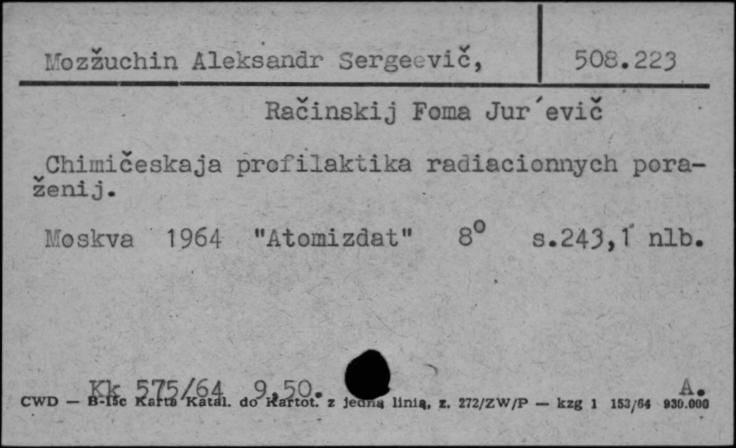 Mozžuchin Aleksandr Sergeevič, 508.223
Račinskij Foma Jur´evič
Chimičeskaja profilaktika radiacionnych pora-
ženij.
Moskva 1964 "Atomizdat" 8° s.243,1 nlb.
Kk 575/64 9,50. A.
CWD — B-15c Karta Katal. do Kartot. z jedną linią, z. 272/ZW/P — kzg 1 153/64 930.000